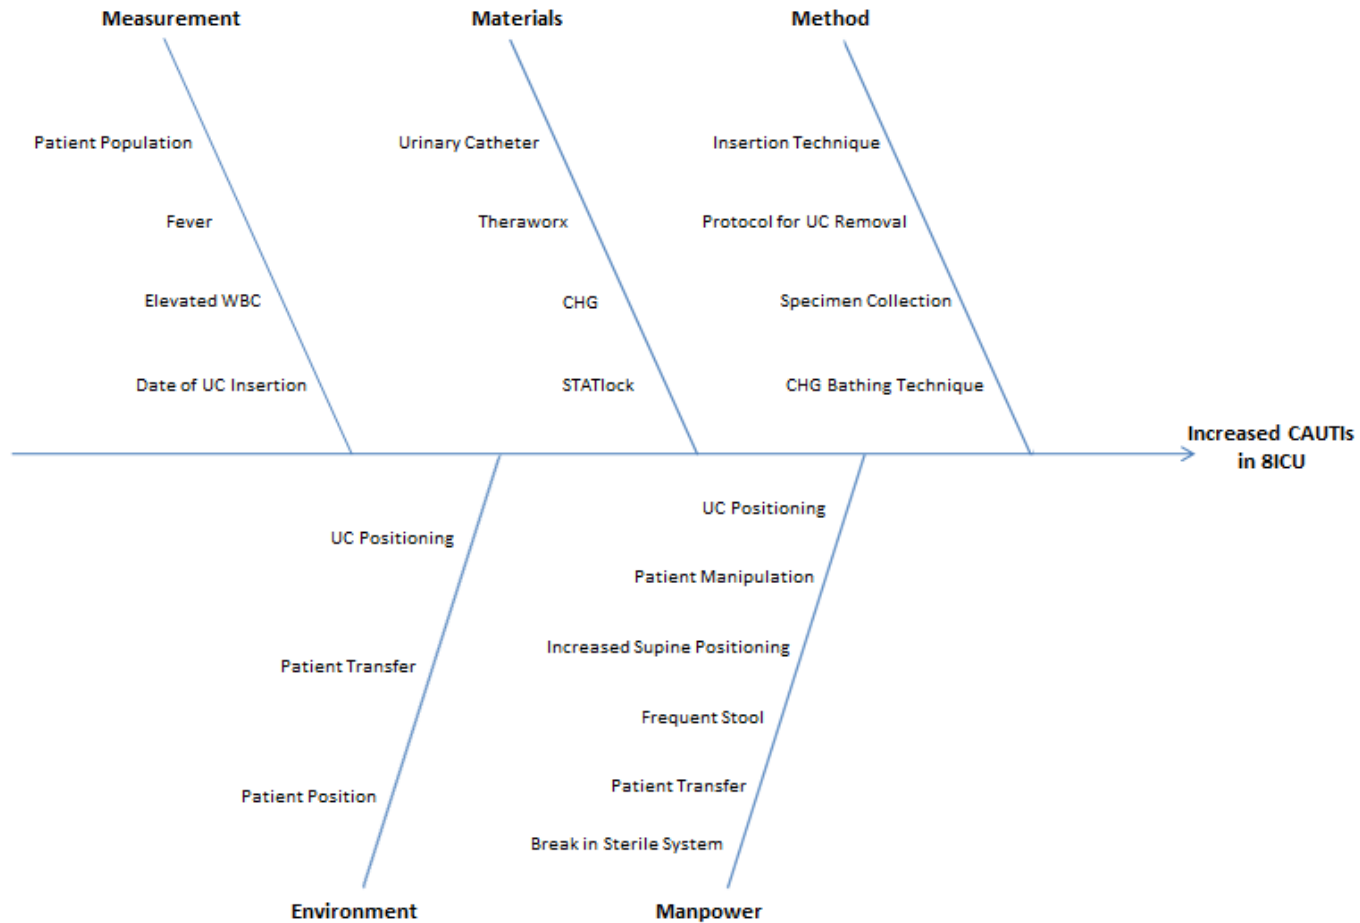 Measurement
Materials
Method
Patient Population
Urinary Catheter
Insertion Technique
Fever
Theraworx
Protocol for UC Removal
Elevated WBC
CHG
Specimen Collection
Date of UC Insertion
STATlock
CHG Bathing Technique
Increased CAUTIs
in 8ICU
UC Positioning
Patient Transfer
Patient Position
UC Positioning
Patient Manipulation
Increased Supine Positioning
Frequent Stool
Patient Transfer
Break in Sterile System
Environment
Manpower